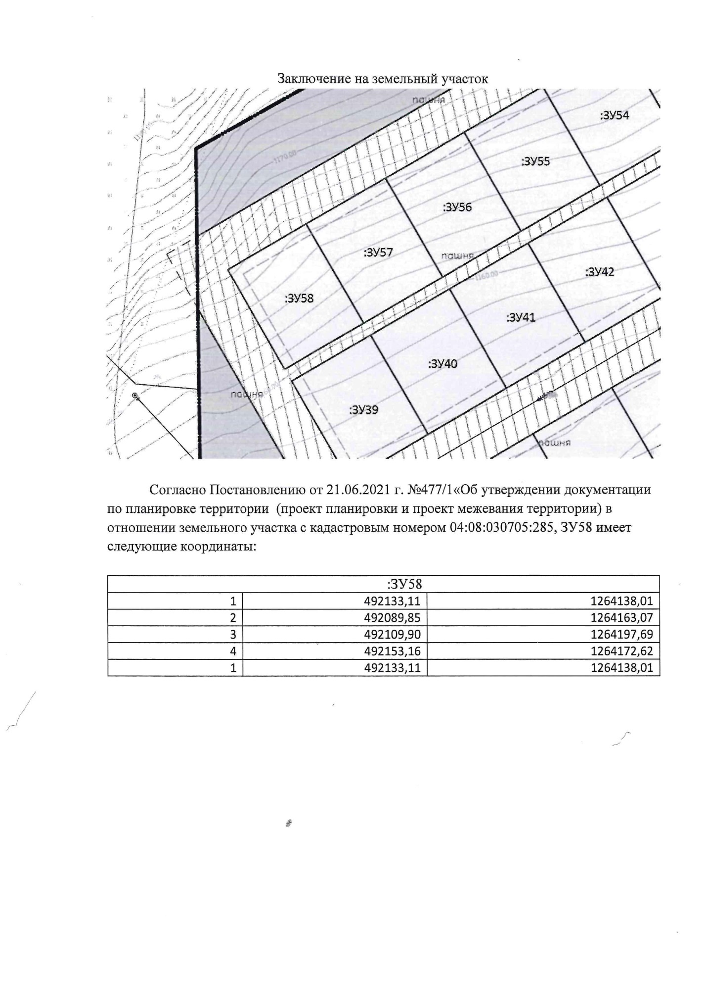 Заключение на земельный участок
пашня
:ЗУ54
1170.00
:ЗУ55
:ЗУ56
:ЗУ57
пашня
1160.00
:ЗУ42
:ЗУ58
:ЗУ41
:ЗУ40
пашня
:ЗУ39
пашня
Согласно Постановлению от 21.06.2021 г. №477/1«Об утверждении документации
по планировке территории (проект планировки и проект межевания территории) в
отношении земельного участка с кадастровым номером 04:08:030705:285, ЗУ58 имеет
следующие координаты:
:ЗУ58
1 492133,11 1264138,01
2 492089,85 1264163,07
3 492109,90 1264197,69
4 492153,16 1264172,62
1 492133,11 1264138,01